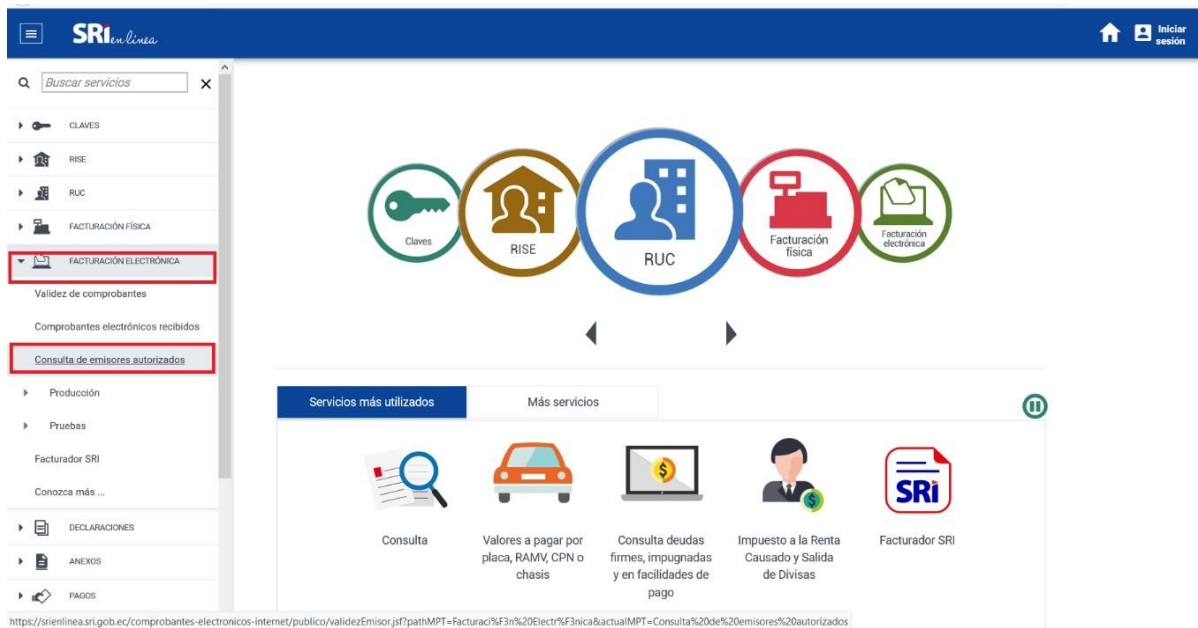 SRi en línea
Iniciar
sesión
Buscar servicios
CLAVES
RISE
RUC
FACTURACIÓN FÍSICA
FACTURACIÓN ELECTRÓNICA
Validez de comprobantes
Comprobantes electrónicos recibidos
Consulta de emisores autorizados
Producción
Pruebas
Facturador SRI
Conozca más ...
DECLARACIONES
ANEXOS
PAGOS
Claves
RISE
RUC
Facturación
física
Facturación
electrónica
Servicios más utilizados
Más servicios
Consulta
Valores a pagar por
placa, RAMV, CPN o
chasis
Consulta deudas
firmes, impugnadas
y en facilidades de
pago
Impuesto a la Renta
Causado y Salida
de Divisas
SRi
Facturador SRI
https://srienlinea.sri.gob.ec/comprobantes-electronicos-internet/publico/validezEmisor.jsf?pathMPT=Facturaci%F3n%20Electr%F3nica&actualMPT=Consulta%20de%20emisores%20autorizados